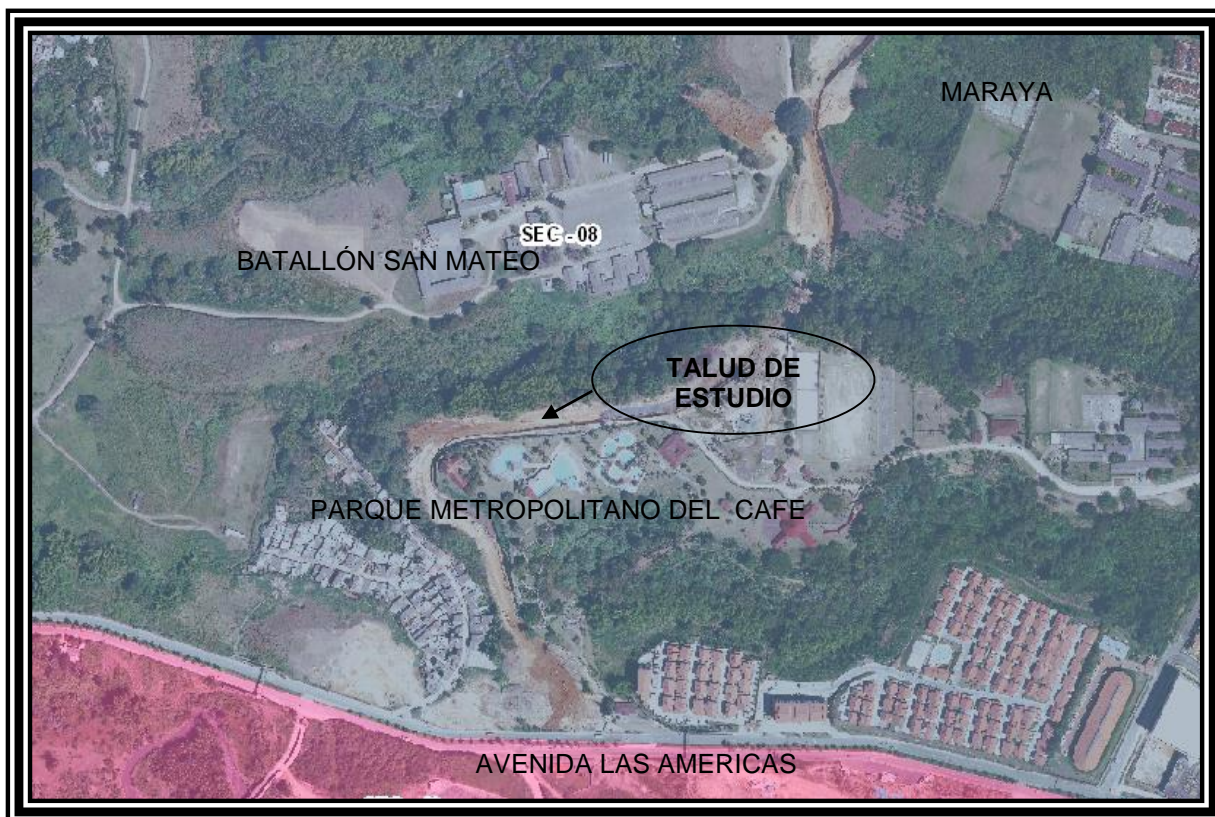 MARAYA
SEC - 08
BATALLÓN SAN MATEO
TALUD DE
ESTUDIO
PARQUE METROPOLITANO DEL CAFE
AVENIDA LAS AMERICAS